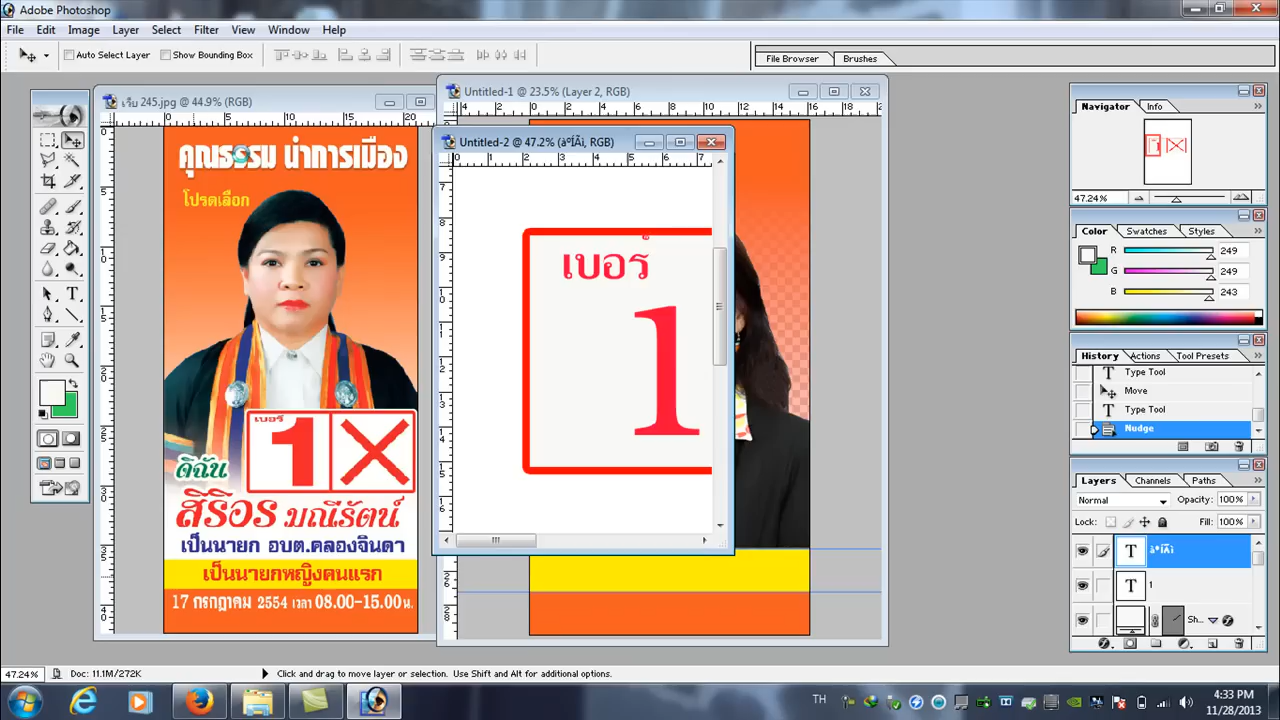 Adobe Photoshop
File Edit Image Layer Select Filter View Window Help
Auto Select Layer Show Bounding Box File Browser Brushes
เว็บ 245.jpg @ 44.9% (RGB)
คุณธรรม นำการเมือง
โปรดเลือก
เบอร์
1
ดิฉัน
สิริอร มณีรัตน์
เป็นนายก อบต.คลองจินดา
เป็นนายกหญิงคนแรก
17 กรกฎาคม 2554 เวลา 08.00-15.00 น.
Untitled-1 @ 23.5% (Layer 2, RGB)
Untitled-2 @ 47.2% (àºÍÃì, RGB)
เบอร์
1
Navigator Info
47.24%
Color Swatches Styles
R 249
G 249
B 243
History Actions Tool Presets
Type Tool
Move
Type Tool
Nudge
Layers Channels Paths
Normal Opacity: 100%
Lock: Fill: 100%
T àºÍÃì
T 1
Sh...
47.24% Doc: 11.1M/272K Click and drag to move layer or selection. Use Shift and Alt for additional options.
TH
4:33 PM
11/28/2013